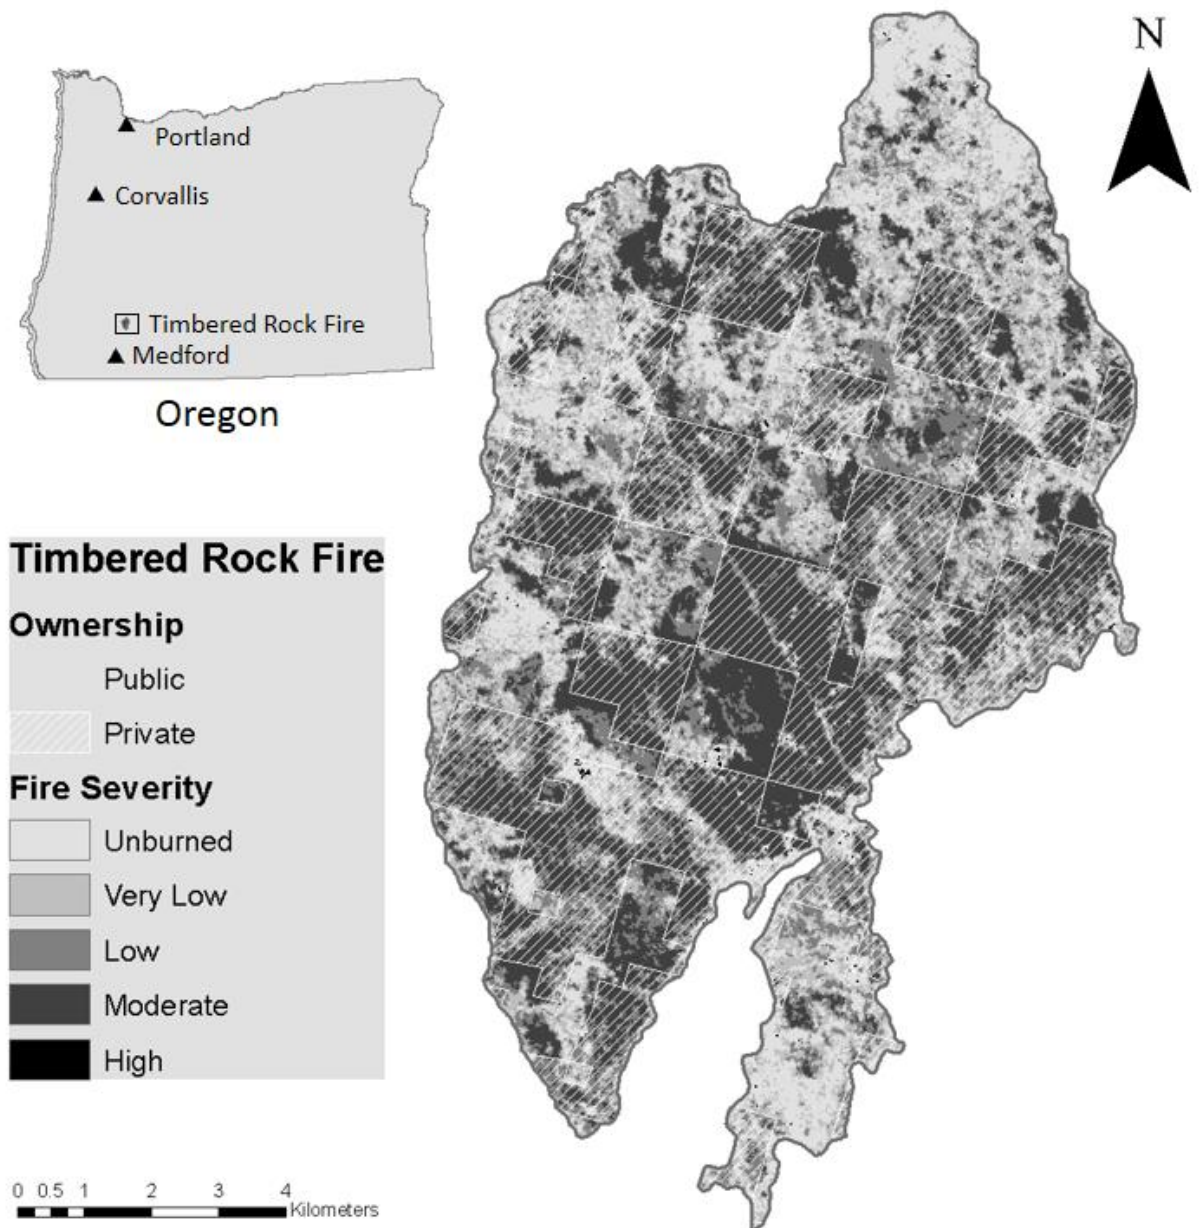 N
Portland
Corvallis
Timbered Rock Fire
Medford
Oregon
Timbered Rock Fire
Ownership
Public
Private
Fire Severity
Unburned
Very Low
Low
Moderate
High
0 0.5 1 2 3 4
Kilometers